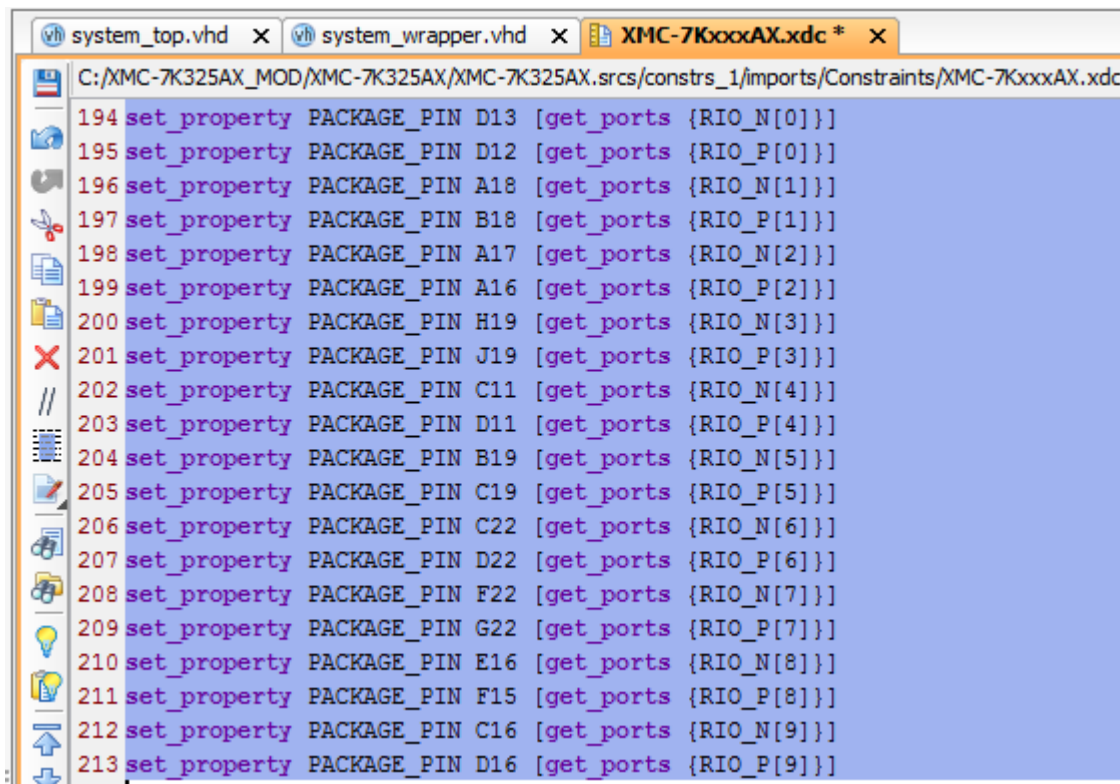 system_top.vhd x system_wrapper.vhd x XMC-7KxxxAX.xdc * x
C:/XMC-7K325AX_MOD/XMC-7K325AX/XMC-7K325AX.srcs/constrs_1/imports/Constraints/XMC-7KxxxAX.xdc
194 set_property PACKAGE_PIN D13 [get_ports {RIO_N[0]}]
195 set_property PACKAGE_PIN D12 [get_ports {RIO_P[0]}]
196 set_property PACKAGE_PIN A18 [get_ports {RIO_N[1]}]
197 set_property PACKAGE_PIN B18 [get_ports {RIO_P[1]}]
198 set_property PACKAGE_PIN A17 [get_ports {RIO_N[2]}]
199 set_property PACKAGE_PIN A16 [get_ports {RIO_P[2]}]
200 set_property PACKAGE_PIN H19 [get_ports {RIO_N[3]}]
201 set_property PACKAGE_PIN J19 [get_ports {RIO_P[3]}]
202 set_property PACKAGE_PIN C11 [get_ports {RIO_N[4]}]
203 set_property PACKAGE_PIN D11 [get_ports {RIO_P[4]}]
204 set_property PACKAGE_PIN B19 [get_ports {RIO_N[5]}]
205 set_property PACKAGE_PIN C19 [get_ports {RIO_P[5]}]
206 set_property PACKAGE_PIN C22 [get_ports {RIO_N[6]}]
207 set_property PACKAGE_PIN D22 [get_ports {RIO_P[6]}]
208 set_property PACKAGE_PIN F22 [get_ports {RIO_N[7]}]
209 set_property PACKAGE_PIN G22 [get_ports {RIO_P[7]}]
210 set_property PACKAGE_PIN E16 [get_ports {RIO_N[8]}]
211 set_property PACKAGE_PIN F15 [get_ports {RIO_P[8]}]
212 set_property PACKAGE_PIN C16 [get_ports {RIO_N[9]}]
213 set_property PACKAGE_PIN D16 [get_ports {RIO_P[9]}]